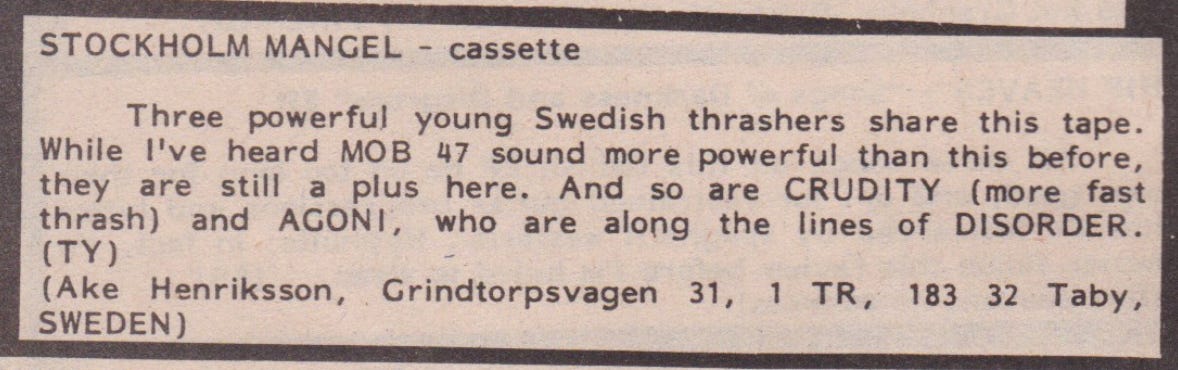 STOCKHOLM MANGEL - cassette
Three powerful young Swedish thrashers share this tape.
While I've heard MOB 47 sound more powerful than this before,
they are still a plus here. And so are CRUDITY (more fast
thrash) and AGONI, who are along the lines of DISORDER.
(TY)
(Ake Henriksson, Grindtorpsvagen 31, 1 TR, 183 32 Taby,
SWEDEN)